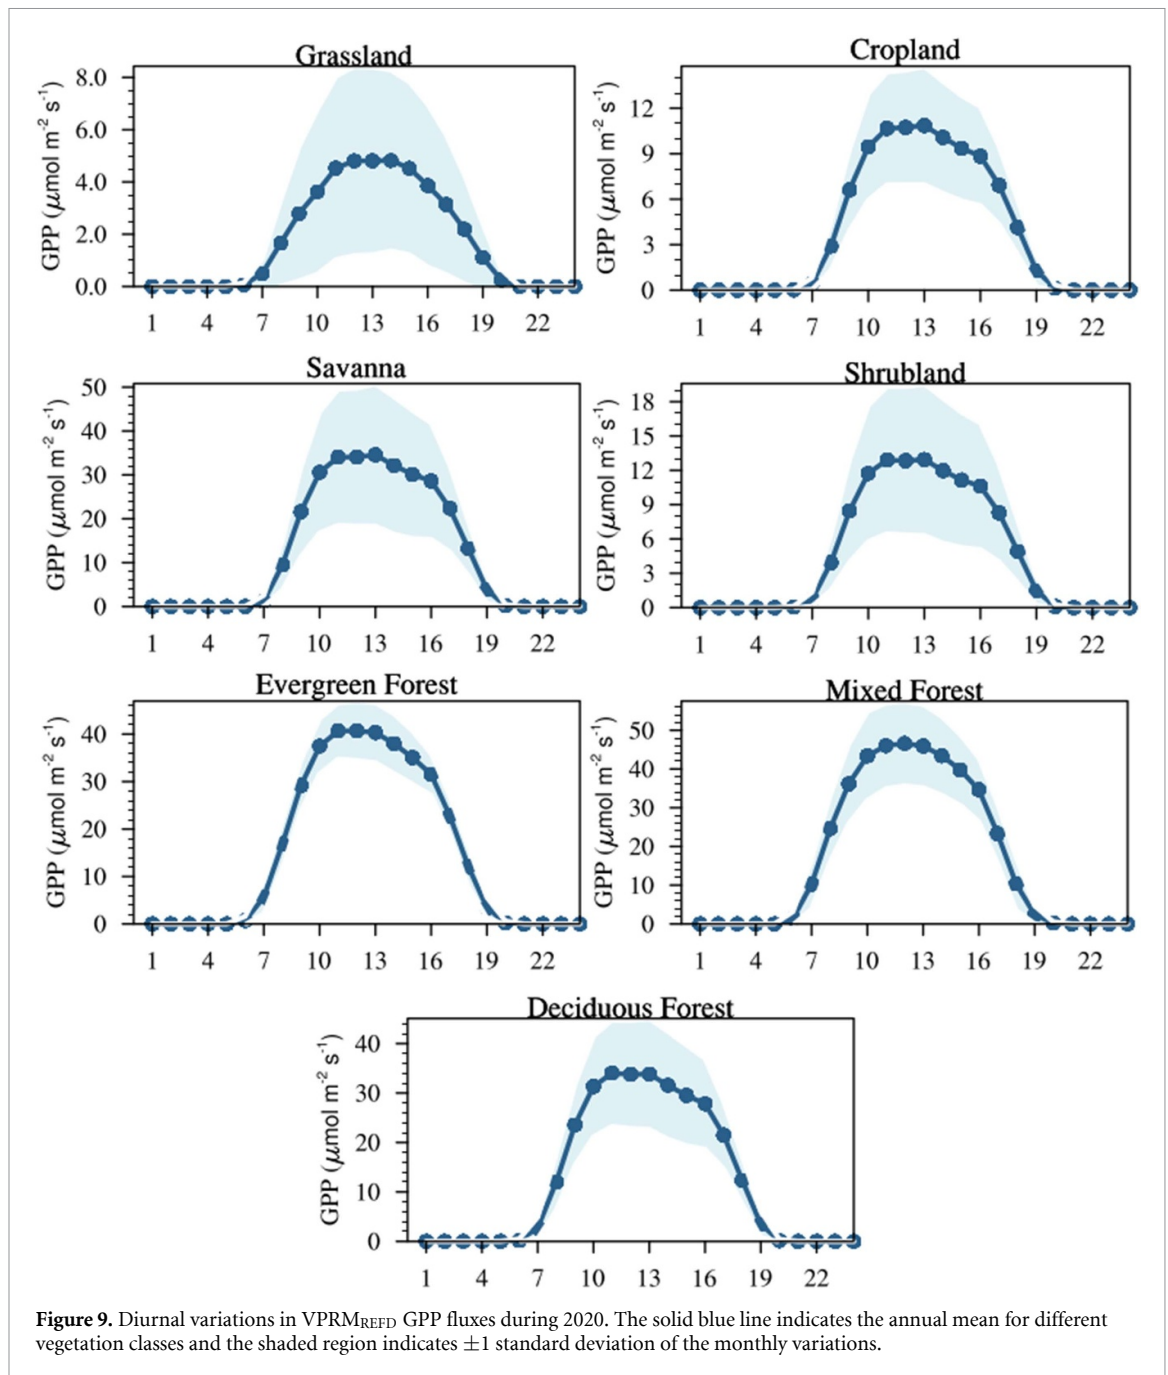 Grassland
GPP (μmol m⁻² s⁻¹)
8.0
6.0
4.0
2.0
0.0
1 4 7 10 13 16 19 22
Cropland
GPP (μmol m⁻² s⁻¹)
12
9
6
3
0
1 4 7 10 13 16 19 22
Savanna
GPP (μmol m⁻² s⁻¹)
50
40
30
20
10
0
1 4 7 10 13 16 19 22
Shrubland
GPP (μmol m⁻² s⁻¹)
18
15
12
9
6
3
0
1 4 7 10 13 16 19 22
Evergreen Forest
GPP (μmol m⁻² s⁻¹)
40
30
20
10
0
1 4 7 10 13 16 19 22
Mixed Forest
GPP (μmol m⁻² s⁻¹)
50
40
30
20
10
0
1 4 7 10 13 16 19 22
Deciduous Forest
GPP (μmol m⁻² s⁻¹)
40
30
20
10
0
1 4 7 10 13 16 19 22
Figure 9. Diurnal variations in VPRM_REFD GPP fluxes during 2020. The solid blue line indicates the annual mean for different
vegetation classes and the shaded region indicates ±1 standard deviation of the monthly variations.